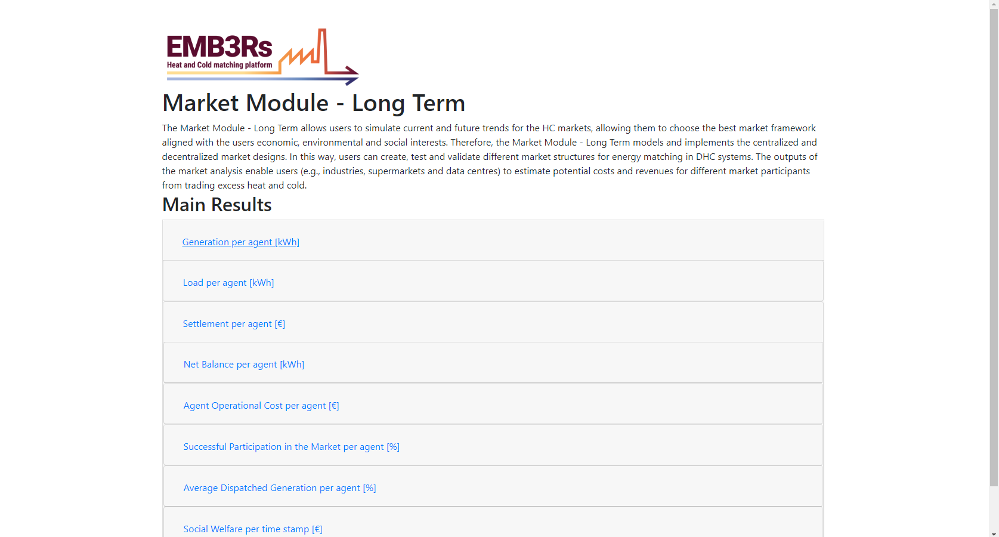 EMB3Rs
Heat and Cold matching platform
Market Module - Long Term
The Market Module - Long Term allows users to simulate current and future trends for the HC markets, allowing them to choose the best market framework
aligned with the users economic, environmental and social interests. Therefore, the Market Module - Long Term models and implements the centralized and
decentralized market designs. In this way, users can create, test and validate different market structures for energy matching in DHC systems. The outputs of
the market analysis enable users (e.g., industries, supermarkets and data centres) to estimate potential costs and revenues for different market participants
from trading excess heat and cold.
Main Results
Generation per agent [kWh]
Load per agent [kWh]
Settlement per agent [€]
Net Balance per agent [kWh]
Agent Operational Cost per agent [€]
Successful Participation in the Market per agent [%]
Average Dispatched Generation per agent [%]
Social Welfare per time stamp [€]